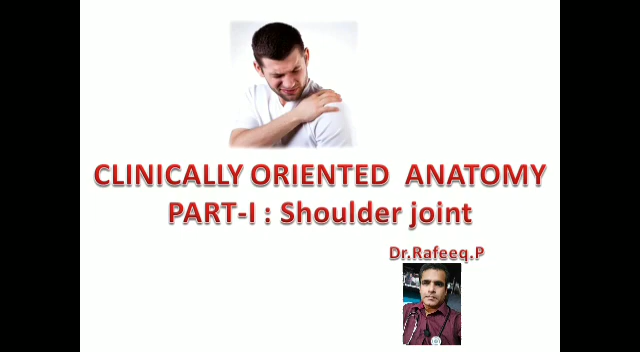 CLINICALLY ORIENTED ANATOMY
PART-I : Shoulder joint
Dr.Rafeeq.P